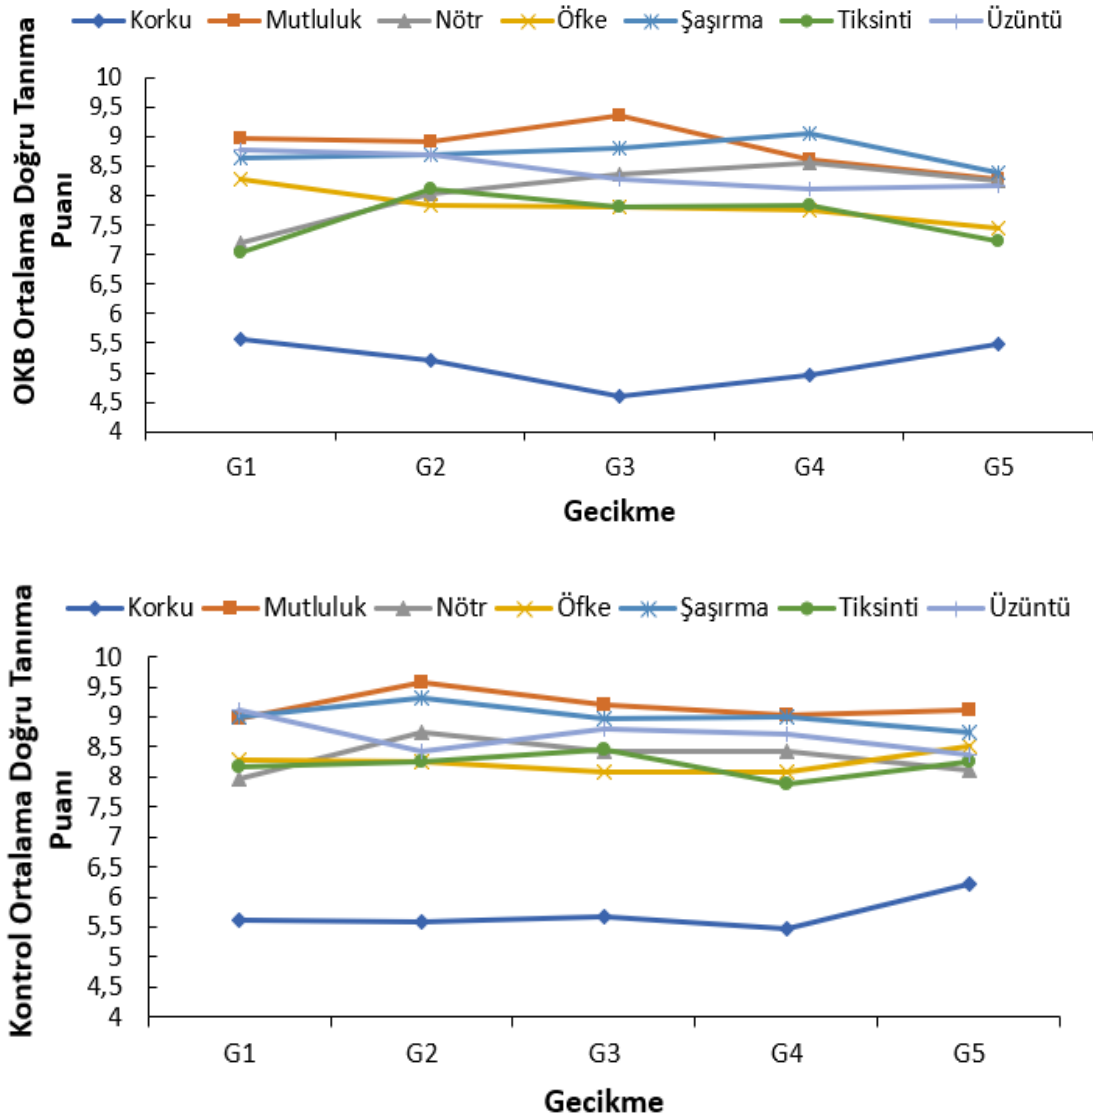 Korku Mutluluk Nötr Öfke Şaşırma Tiksinti Üzüntü
OKB Ortalama Doğru Tanıma
Puanı
10
9,5
9
8,5
8
7,5
7
6,5
6
5,5
5
4,5
4
G1 G2 G3 G4 G5
Gecikme
Korku Mutluluk Nötr Öfke Şaşırma Tiksinti Üzüntü
Kontrol Ortalama Doğru Tanıma
Puanı
10
9,5
9
8,5
8
7,5
7
6,5
6
5,5
5
4,5
4
G1 G2 G3 G4 G5
Gecikme